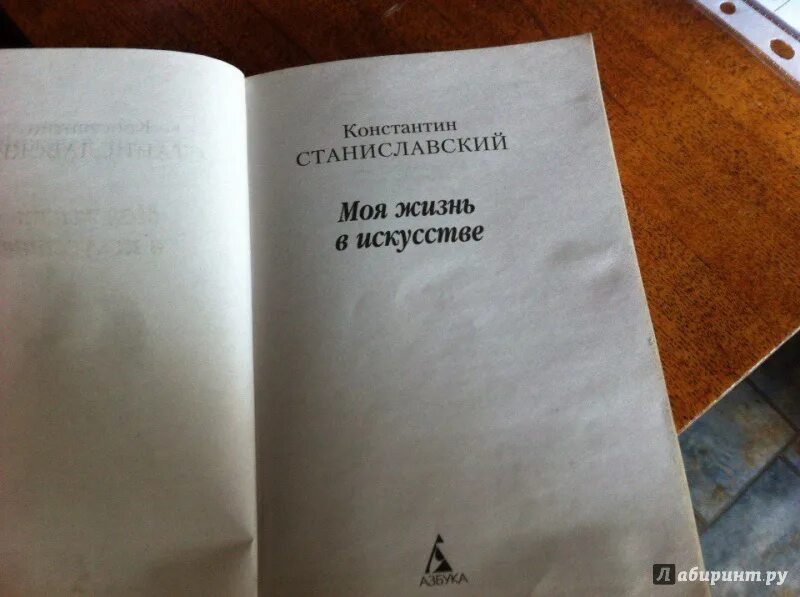 Константин
СТАНИСЛАВСКИЙ
Моя жизнь
в искусстве
АЗБУКА
Лабиринт.ру